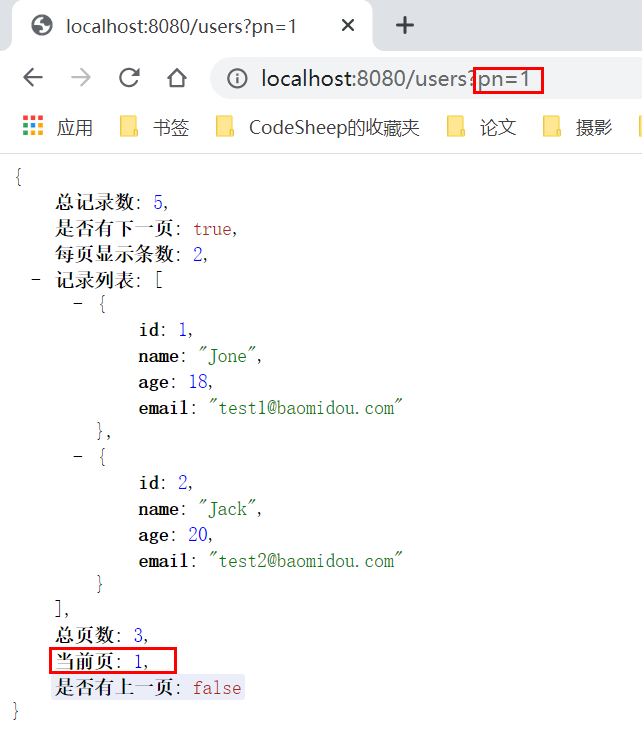 localhost:8080/users?pn=1
localhost:8080/users?pn=1
应用 书签 CodeSheep的收藏夹 论文 摄影
{
总记录数: 5,
是否有下一页: true,
每页显示条数: 2,
- 记录列表: [
- {
id: 1,
name: "Jone",
age: 18,
email: "test1@baomidou.com"
},
- {
id: 2,
name: "Jack",
age: 20,
email: "test2@baomidou.com"
}
],
总页数: 3,
当前页: 1,
是否有上一页: false
}